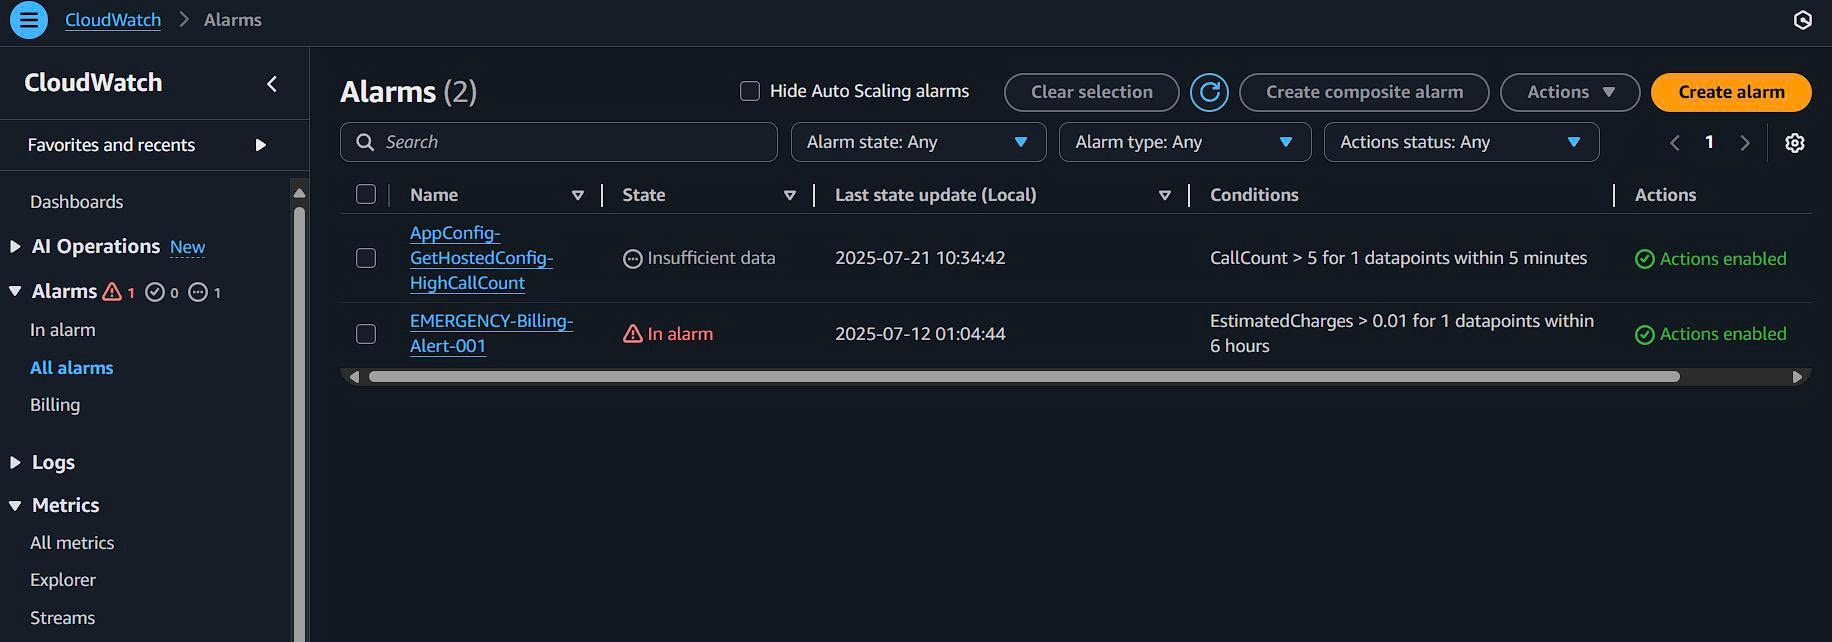 CloudWatch > Alarms
CloudWatch
Favorites and recents
Dashboards
AI Operations New
Alarms 1 0 1
In alarm
All alarms
Billing
Logs
Metrics
All metrics
Explorer
Streams
Alarms (2)
Hide Auto Scaling alarms
Clear selection
Create composite alarm
Actions
Create alarm
Search
Alarm state: Any
Alarm type: Any
Actions status: Any
1
Name
State
Last state update (Local)
Conditions
Actions
AppConfig-
GetHostedConfig-
HighCallCount
Insufficient data
2025-07-21 10:34:42
CallCount > 5 for 1 datapoints within 5 minutes
Actions enabled
EMERGENCY-Billing-
Alert-001
In alarm
2025-07-12 01:04:44
EstimatedCharges > 0.01 for 1 datapoints within
6 hours
Actions enabled